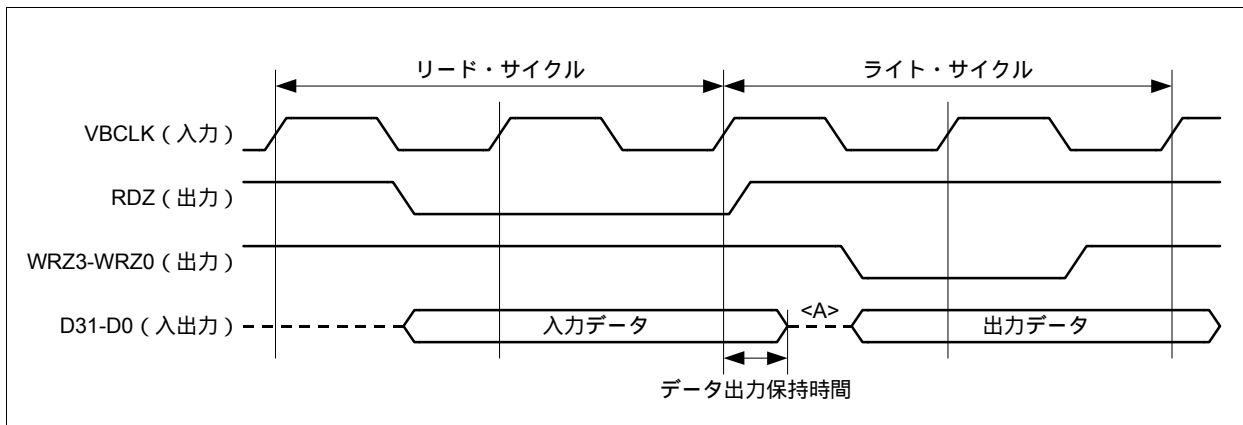 リード・サイクル
ライト・サイクル
VBCLK（入力）
RDZ（出力）
WRZ3-WRZ0（出力）
D31-D0（入出力）
入力データ
<A>
出力データ
データ出力保持時間